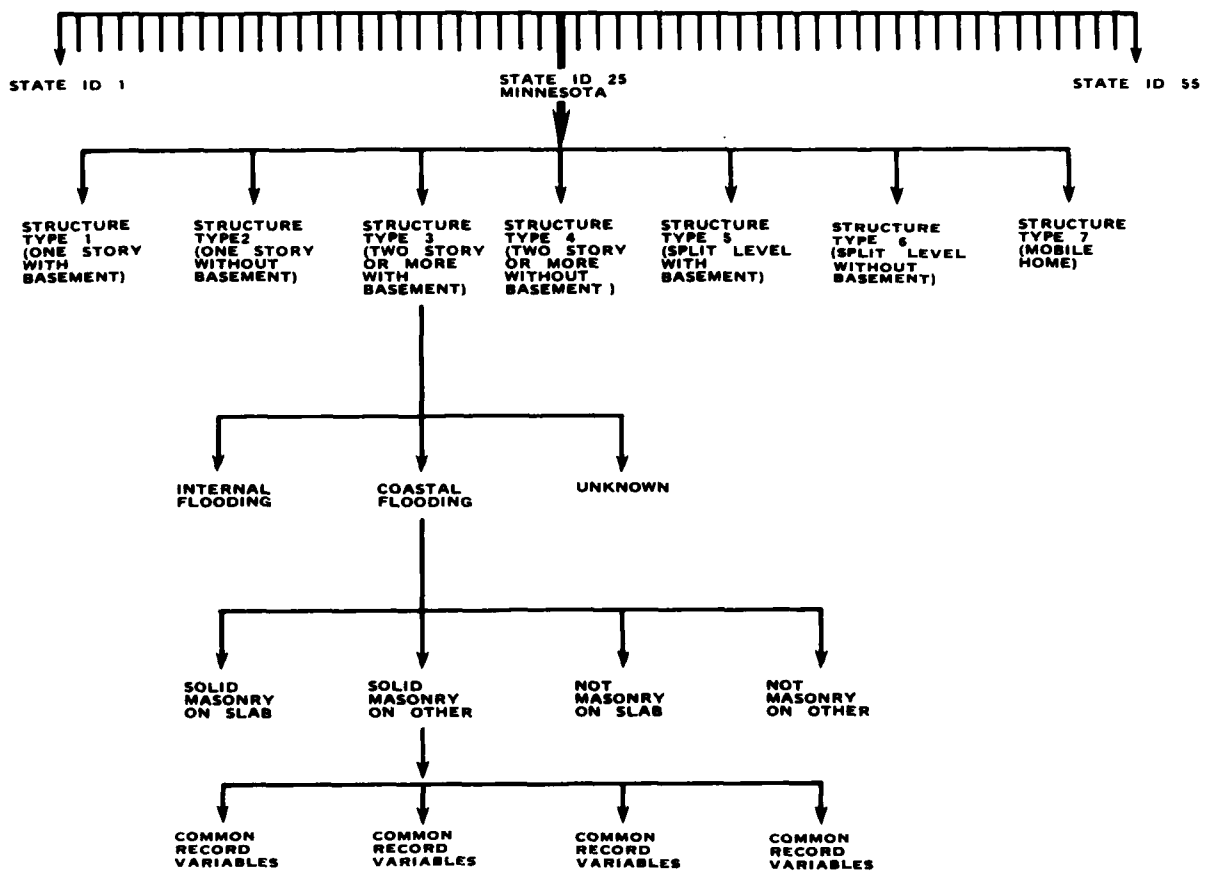 STATE ID 1
STATE ID 25
MINNESOTA
STATE ID 55
STRUCTURE
TYPE 1
(ONE STORY
WITH
BASEMENT)
STRUCTURE
TYPE2
(ONE STORY
WITHOUT
BASEMENT)
STRUCTURE
TYPE 3
(TWO STORY
OR MORE
WITH
BASEMENT)
STRUCTURE
TYPE 4
(TWO STORY
OR MORE
WITHOUT
BASEMENT)
STRUCTURE
TYPE 5
(SPLIT LEVEL
WITH
BASEMENT)
STRUCTURE
TYPE 6
(SPLIT LEVEL
WITHOUT
BASEMENT)
STRUCTURE
TYPE 7
(MOBILE
HOME)
INTERNAL
FLOODING
COASTAL
FLOODING
UNKNOWN
SOLID
MASONRY
ON SLAB
SOLID
MASONRY
ON OTHER
NOT
MASONRY
ON SLAB
NOT
MASONRY
ON OTHER
COMMON
RECORD
VARIABLES
COMMON
RECORD
VARIABLES
COMMON
RECORD
VARIABLES
COMMON
RECORD
VARIABLES